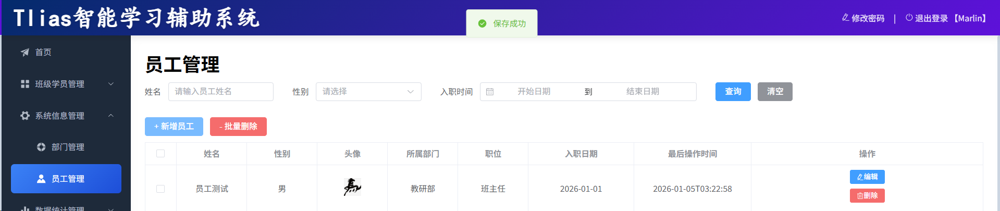 Tlias智能学习辅助系统
保存成功
修改密码 | 退出登录 【Marlin】
首页
班级学员管理
系统信息管理
部门管理
员工管理
数据统计管理
员工管理
姓名 请输入员工姓名 性别 请选择 入职时间 开始日期 到 结束日期 查询 清空
+ 新增员工 - 批量删除
姓名 性别 头像 所属部门 职位 入职日期 最后操作时间 操作
员工测试 男 馬 教研部 班主任 2026-01-01 2026-01-05T03:22:58 编辑
删除